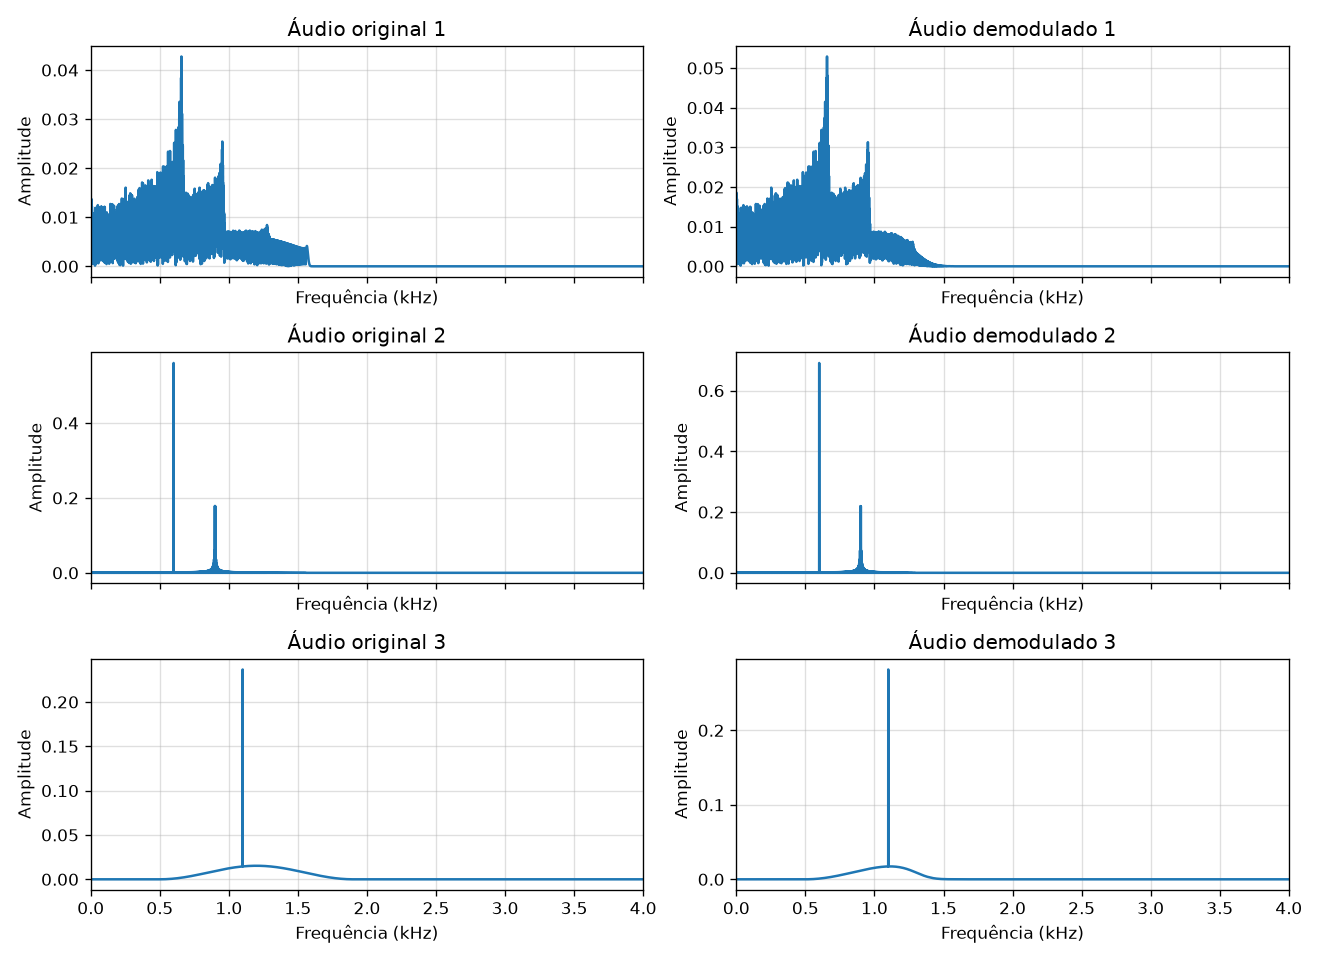 Áudio original 1
Áudio demodulado 1
Amplitude
0.04
0.03
0.02
0.01
0.00
Frequência (kHz)
Amplitude
0.05
0.04
0.03
0.02
0.01
0.00
Frequência (kHz)
Áudio original 2
Áudio demodulado 2
Amplitude
0.4
0.2
0.0
Frequência (kHz)
Amplitude
0.6
0.4
0.2
0.0
Frequência (kHz)
Áudio original 3
Áudio demodulado 3
Amplitude
0.20
0.15
0.10
0.05
0.00
0.0 0.5 1.0 1.5 2.0 2.5 3.0 3.5 4.0
Frequência (kHz)
Amplitude
0.2
0.1
0.0
0.0 0.5 1.0 1.5 2.0 2.5 3.0 3.5 4.0
Frequência (kHz)